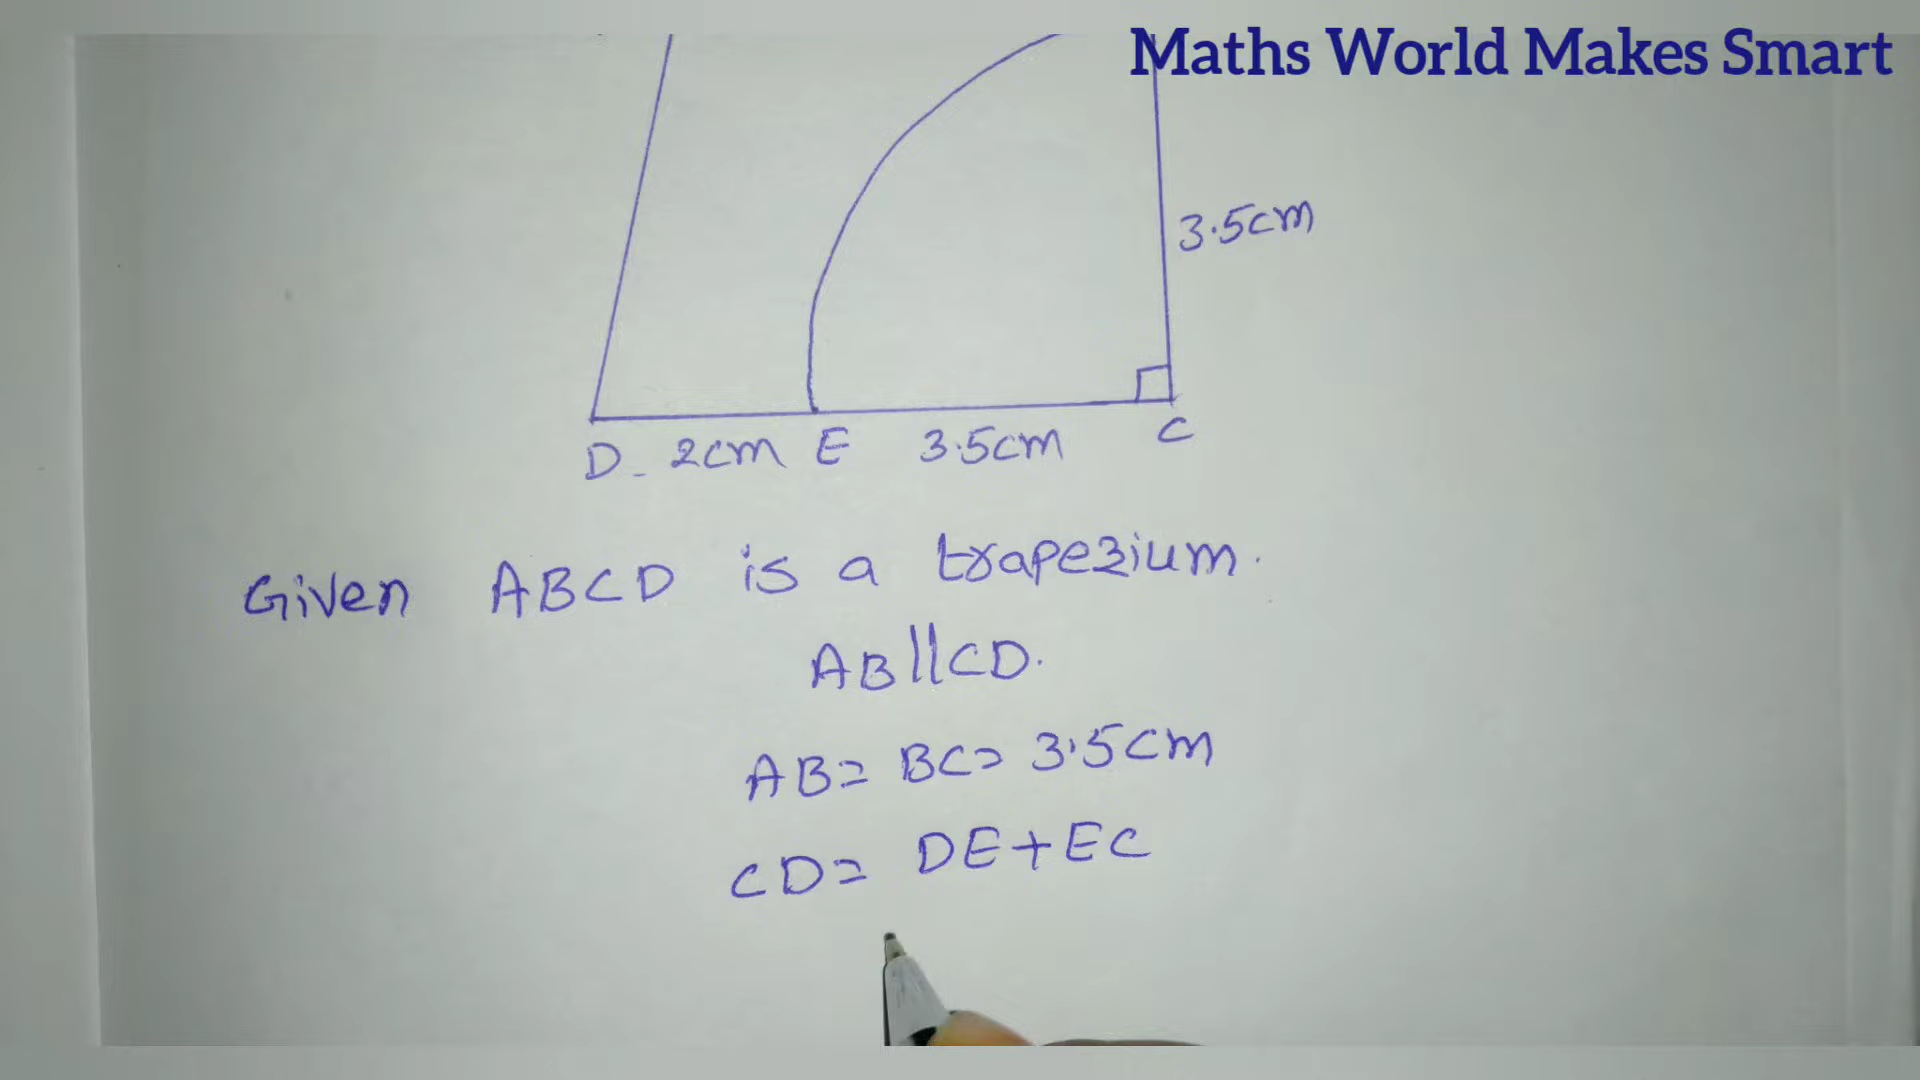 Maths World Makes Smart
3.5cm
D 2cm E 3.5cm C
Given ABCD is a trapezium.
AB||CD.
AB = BC = 3.5cm
CD = DE+EC